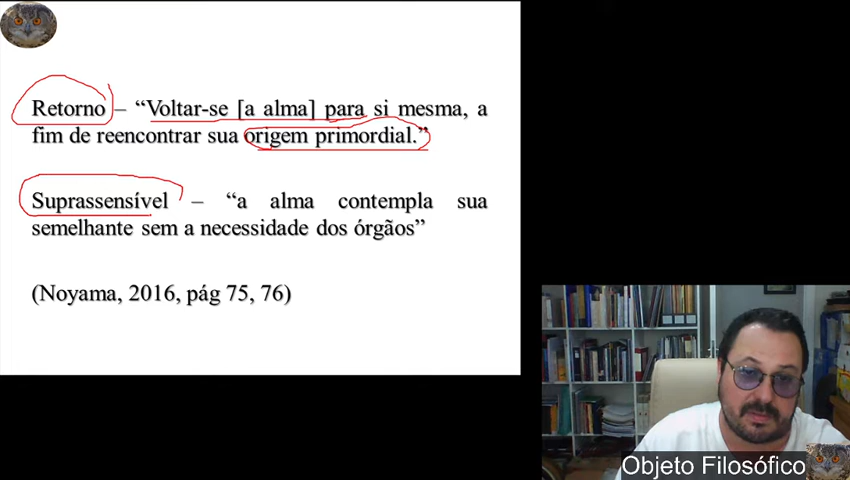 Retorno – “Voltar-se [a alma] para si mesma, a
fim de reencontrar sua origem primordial.”
Suprassensível – “a alma contempla sua
semelhante sem a necessidade dos órgãos”
(Noyama, 2016, pág 75, 76)
Objeto Filosófico